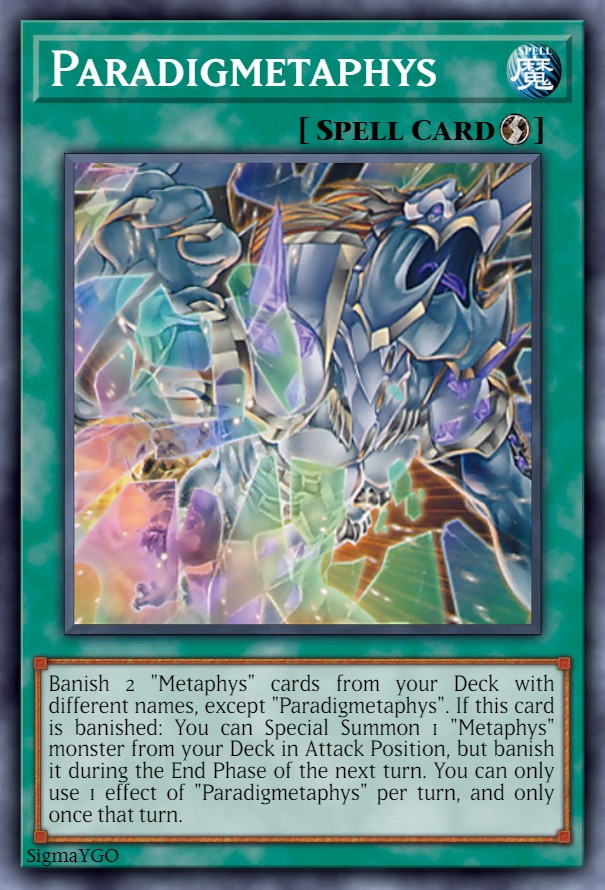 Paradigmetaphys
SPELL
魔
[ Spell Card ]
Banish 2 "Metaphys" cards from your Deck with
different names, except "Paradigmetaphys". If this card
is banished: You can Special Summon 1 "Metaphys"
monster from your Deck in Attack Position, but banish
it during the End Phase of the next turn. You can only
use 1 effect of "Paradigmetaphys" per turn, and only
once that turn.
SigmaYGO